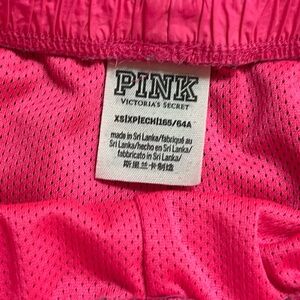 PINK
VICTORIA'S SECRET
XS|XP|ECH|165/64A
made in Sri Lanka/fabriqué au
Sri Lanka/hecho en Sri Lanka/
fabbricato in Sri Lanka/
斯里兰卡制造